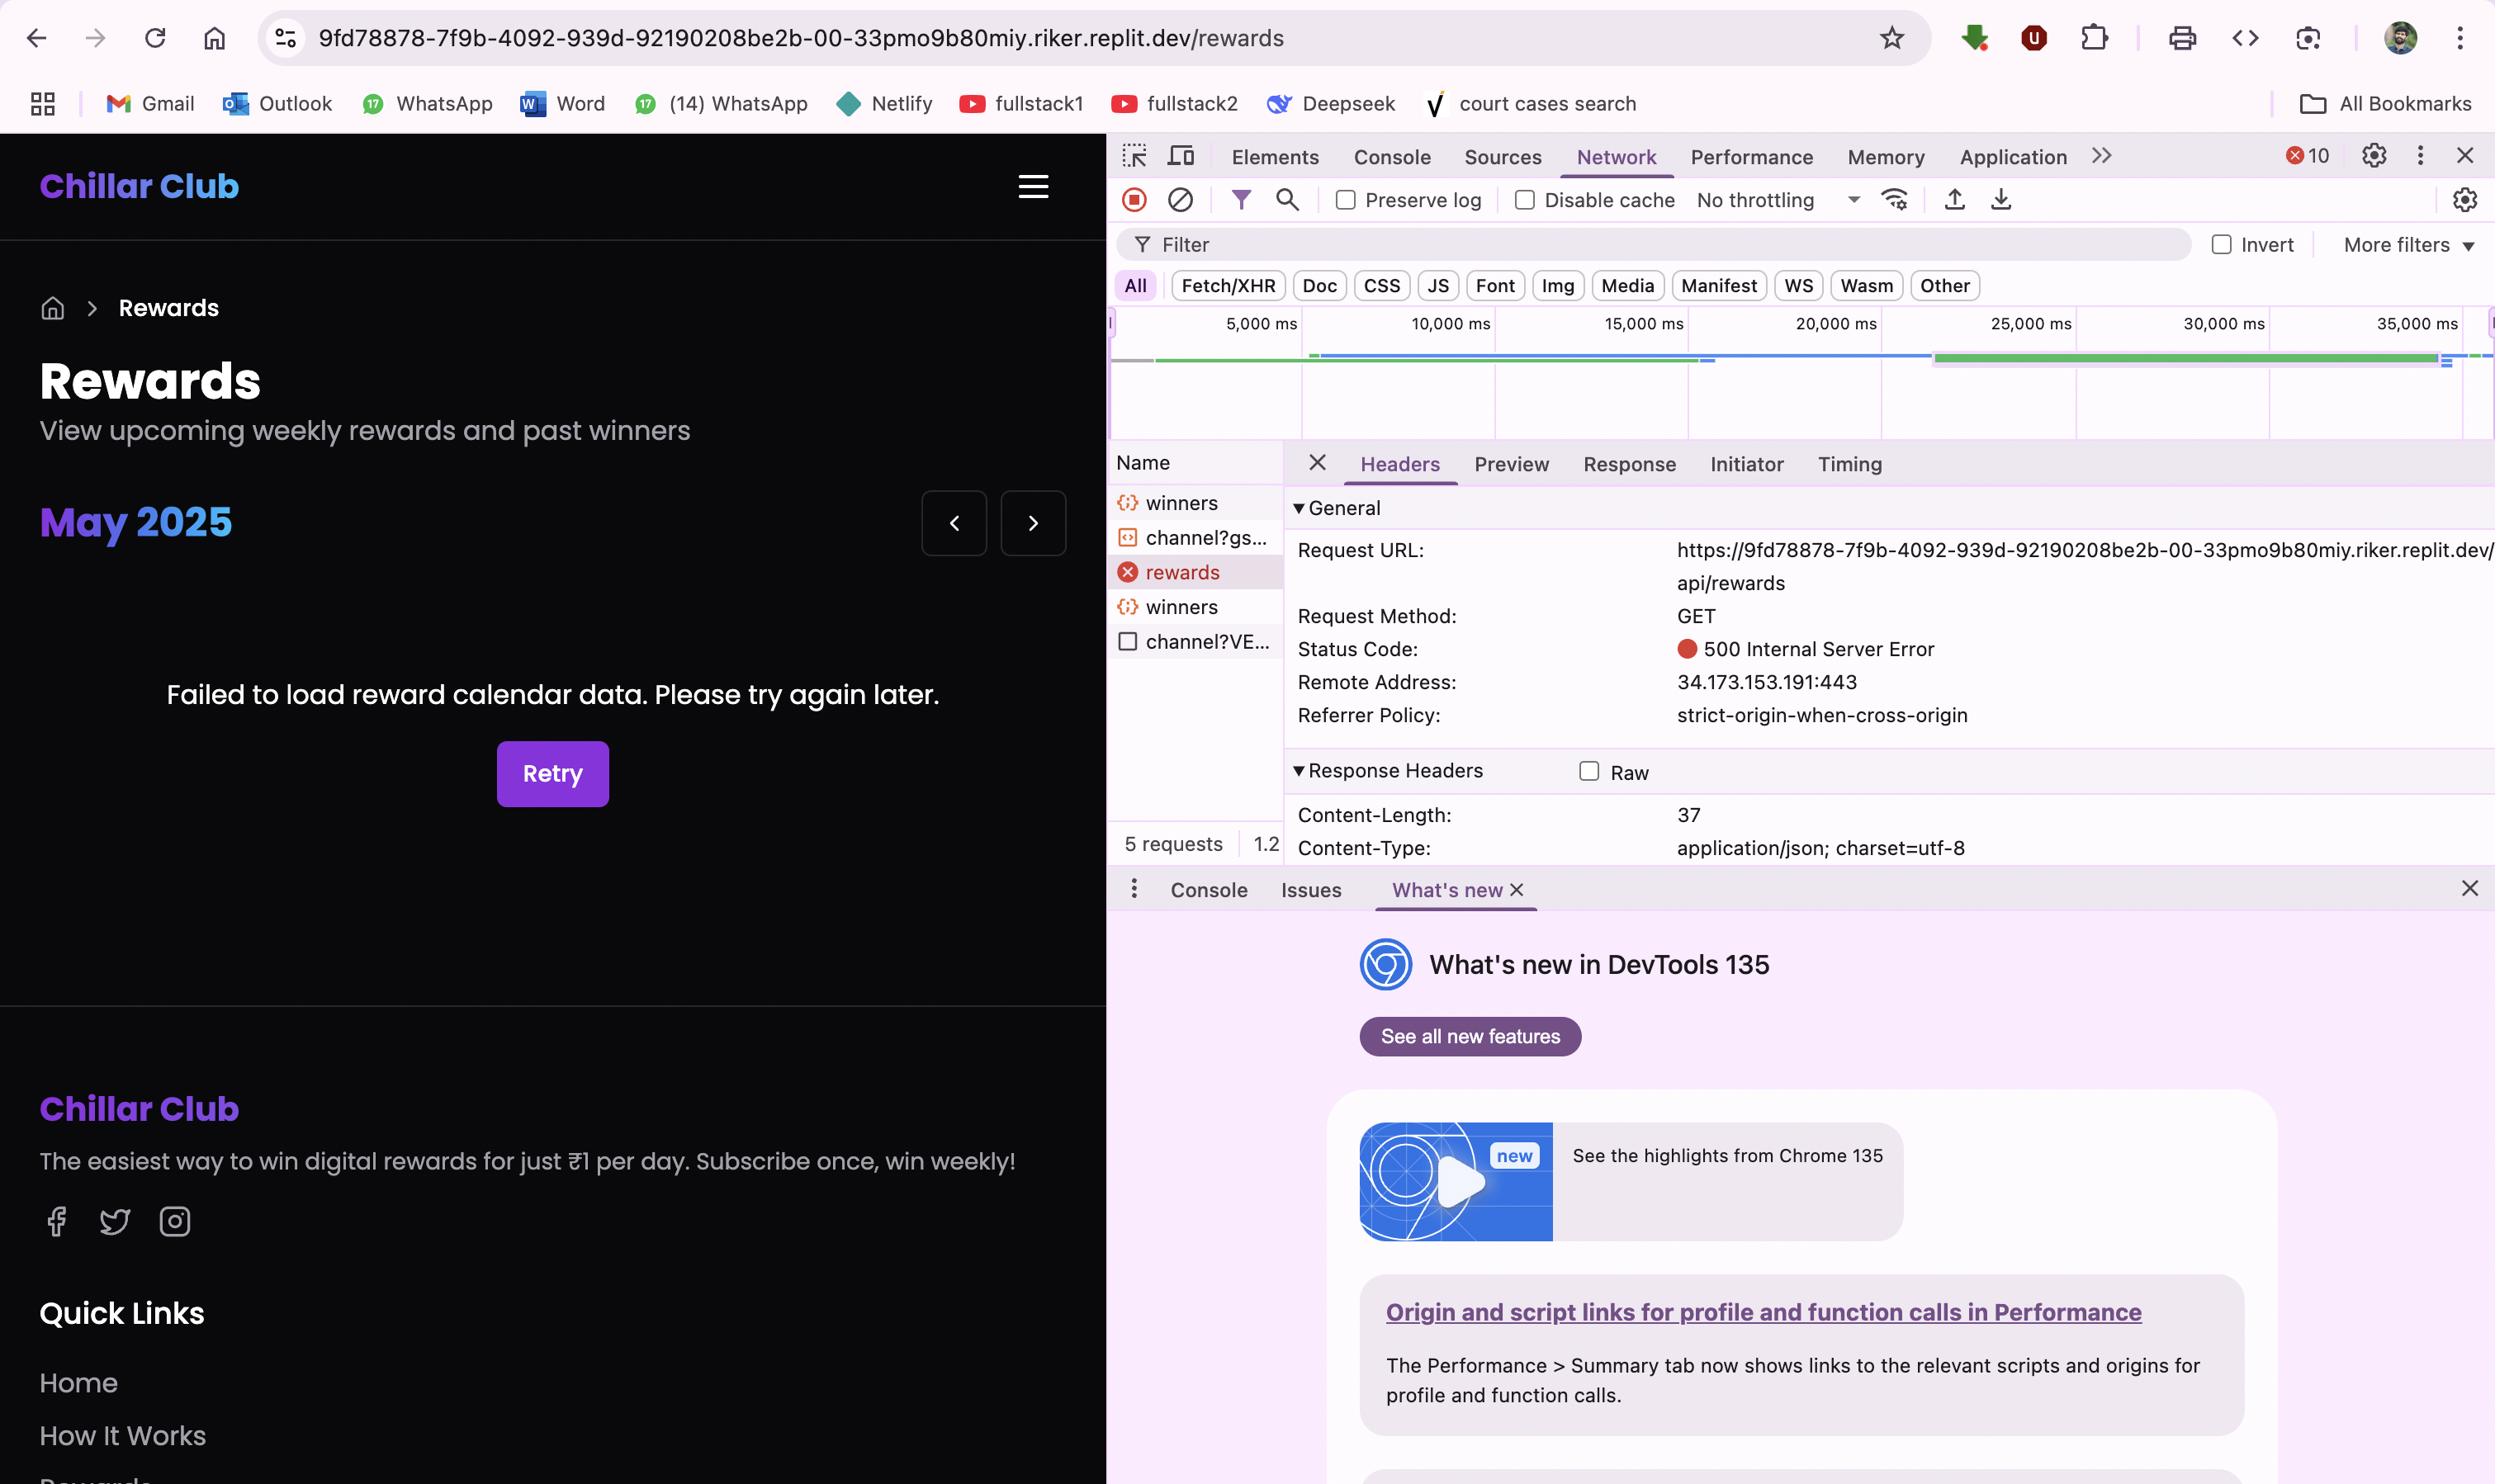 9fd78878-7f9b-4092-939d-92190208be2b-00-33pmo9b80miy.riker.replit.dev/rewards
Gmail
Outlook
17 WhatsApp
Word
17 (14) WhatsApp
Netlify
fullstack1
fullstack2
Deepseek
court cases search
All Bookmarks
Chillar Club
Rewards
Rewards
View upcoming weekly rewards and past winners
May 2025
Failed to load reward calendar data. Please try again later.
Retry
Chillar Club
The easiest way to win digital rewards for just ₹1 per day. Subscribe once, win weekly!
Quick Links
Home
How It Works
Rewards
Elements Console Sources Network Performance Memory Application 10
Preserve log Disable cache No throttling
Filter Invert More filters
All Fetch/XHR Doc CSS JS Font Img Media Manifest WS Wasm Other
5,000 ms 10,000 ms 15,000 ms 20,000 ms 25,000 ms 30,000 ms 35,000 ms
Name
winners
channel?gs...
rewards
winners
channel?VE...
5 requests 1.2
Headers Preview Response Initiator Timing
General
Request URL: https://9fd78878-7f9b-4092-939d-92190208be2b-00-33pmo9b80miy.riker.replit.dev/
api/rewards
Request Method: GET
Status Code: 500 Internal Server Error
Remote Address: 34.173.153.191:443
Referrer Policy: strict-origin-when-cross-origin
Response Headers Raw
Content-Length: 37
Content-Type: application/json; charset=utf-8
Console Issues What's new
What's new in DevTools 135
See all new features
new
See the highlights from Chrome 135
Origin and script links for profile and function calls in Performance
The Performance > Summary tab now shows links to the relevant scripts and origins for
profile and function calls.